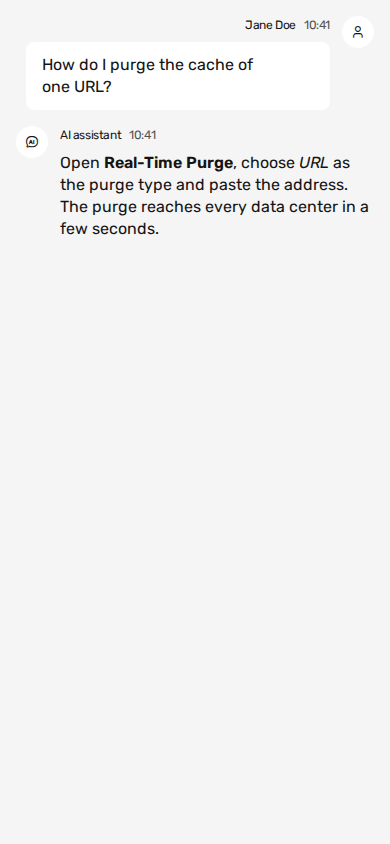 Jane Doe 10:41
How do I purge the cache of
one URL?
AI
AI assistant 10:41
Open Real-Time Purge, choose URL as
the purge type and paste the address.
The purge reaches every data center in a
few seconds.